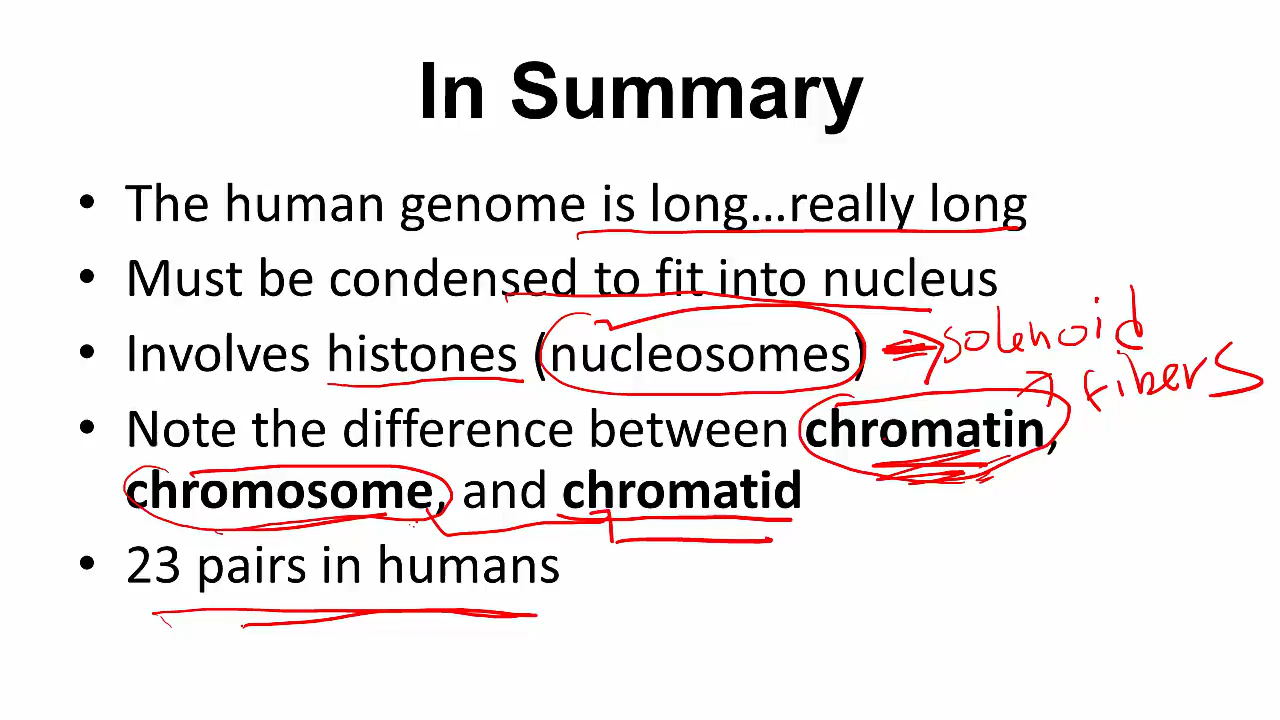 In Summary
• The human genome is long...really long
• Must be condensed to fit into nucleus
• Involves histones (nucleosomes) → solenoid
fibers
• Note the difference between chromatin,
chromosome, and chromatid
• 23 pairs in humans